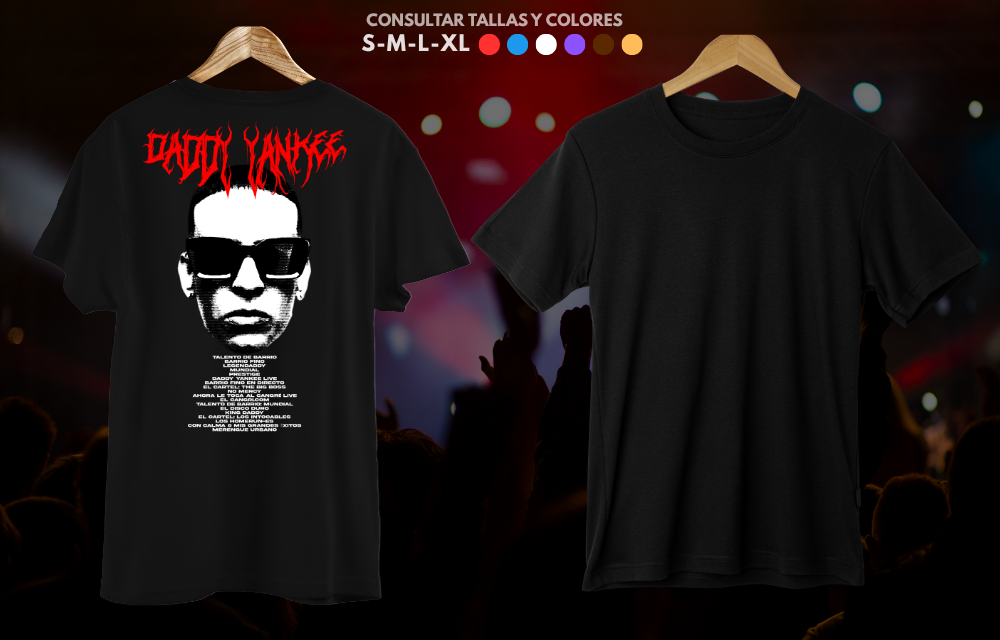 CONSULTAR TALLAS Y COLORES
S-M-L-XL
DADDY YANKEE
TALENTO DE BARRIO
BARRIO FINO
LEGENDADDY
MUNDIAL
PRESTIGE
DADDY YANKEE LIVE
BARRIO FINO EN DIRECTO
EL CARTEL: THE BIG BOSS
NO MERCY
AHORA LE TOCA AL CANGRI LIVE
EL CANGRI.COM
TALENTO DE BARRIO: MUNDIAL
EL DISCO DURO
KING DADDY
EL CARTEL: LOS INTOCABLES
LOS HOMERUN-ES
CON CALMA & MIS GRANDES ÉXITOS
MERENGUE URBANO